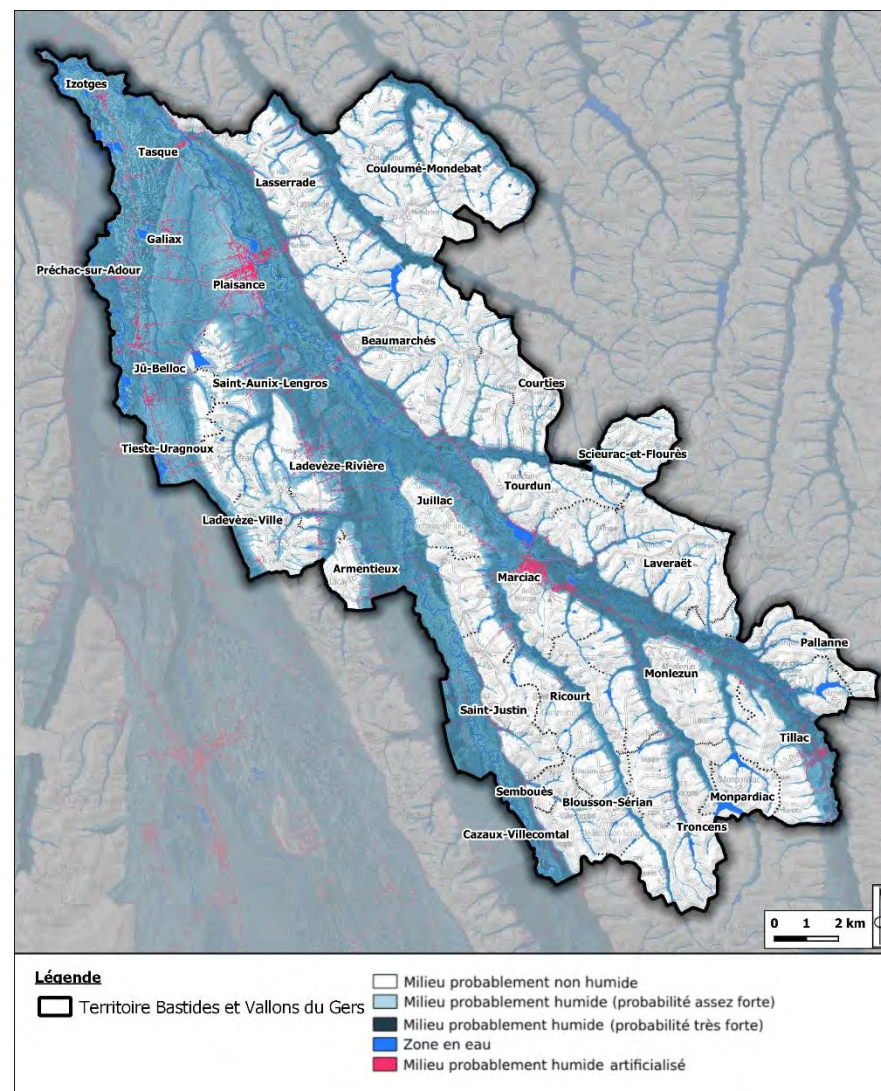 Izotges
Tasque
Lasserrade
Couloumé-Mondebat
Galiax
Préchac-sur-Adour
Plaisance
Beaumarchés
Jû-Belloc
Saint-Aunix-Lengros
Courties
Tieste-Uragnoux
Scieurac-et-Flourès
Ladevèze-Rivière
Tourdun
Juillac
Ladevèze-Ville
Armentieux
Marciac
Laveraët
Pallanne
Monlezun
Ricourt
Saint-Justin
Tillac
Sembouès
Blousson-Sérian
Monpardiac
Troncens
Cazaux-Villecomtal
0 1 2 km
Légende
Territoire Bastides et Vallons du Gers
Milieu probablement non humide
Milieu probablement humide (probabilité assez forte)
Milieu probablement humide (probabilité très forte)
Zone en eau
Milieu probablement humide artificialisé